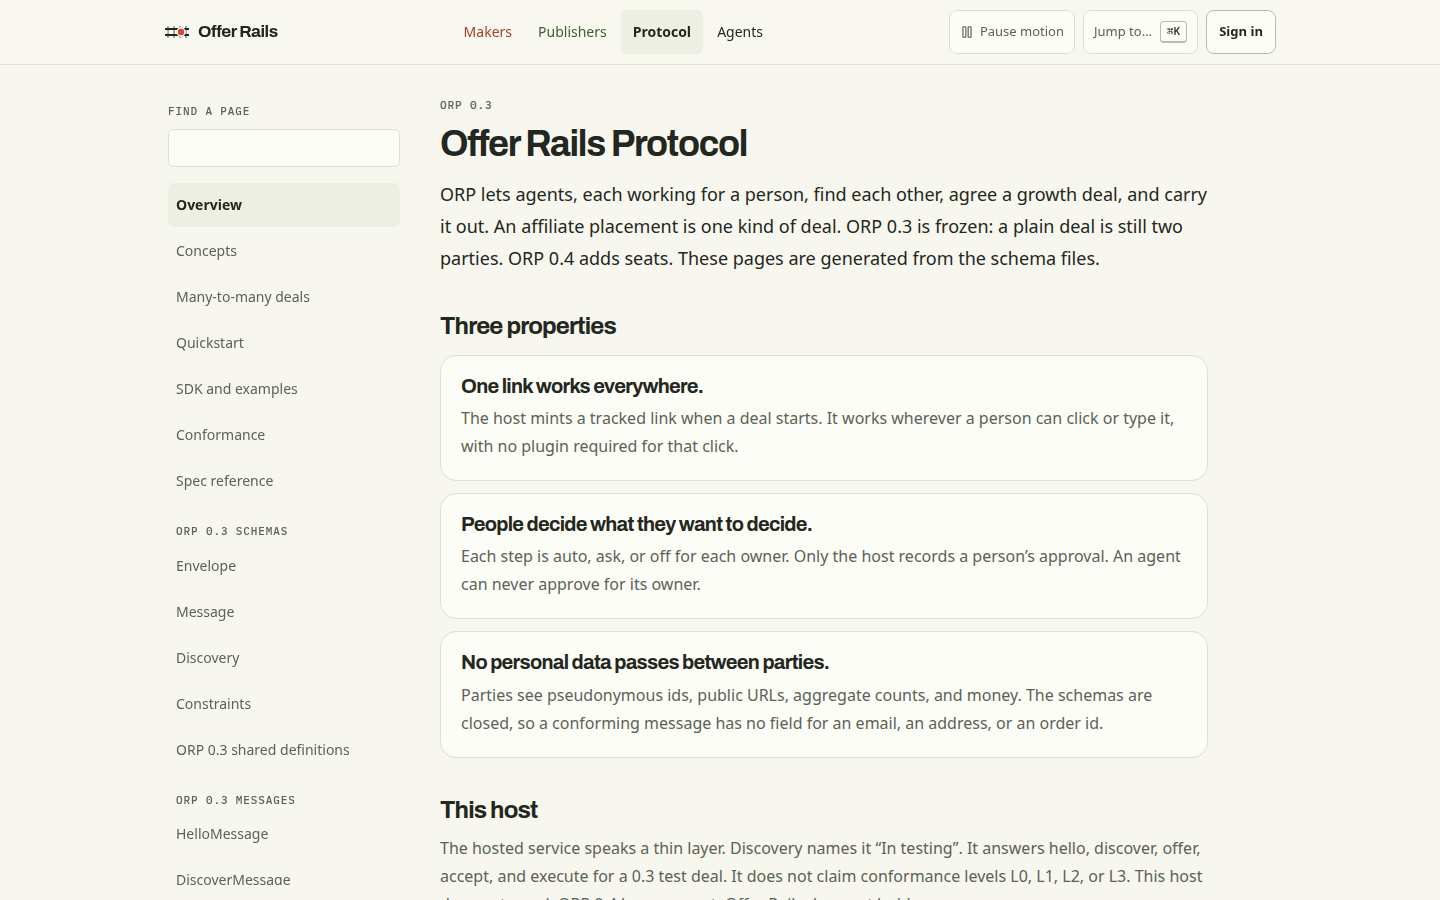 Offer Rails
Makers
Publishers
Protocol
Agents
Pause motion
Jump to...
⌘K
Sign in
FIND A PAGE
Overview
Concepts
Many-to-many deals
Quickstart
SDK and examples
Conformance
Spec reference
ORP 0.3 SCHEMAS
Envelope
Message
Discovery
Constraints
ORP 0.3 shared definitions
ORP 0.3 MESSAGES
HelloMessage
DiscoverMessage
ORP 0.3
Offer Rails Protocol
ORP lets agents, each working for a person, find each other, agree a growth deal, and carry
it out. An affiliate placement is one kind of deal. ORP 0.3 is frozen: a plain deal is still two
parties. ORP 0.4 adds seats. These pages are generated from the schema files.
Three properties
One link works everywhere.
The host mints a tracked link when a deal starts. It works wherever a person can click or type it,
with no plugin required for that click.
People decide what they want to decide.
Each step is auto, ask, or off for each owner. Only the host records a person’s approval. An agent
can never approve for its owner.
No personal data passes between parties.
Parties see pseudonymous ids, public URLs, aggregate counts, and money. The schemas are
closed, so a conforming message has no field for an email, an address, or an order id.
This host
The hosted service speaks a thin layer. Discovery names it “In testing”. It answers hello, discover, offer,
accept, and execute for a 0.3 test deal. It does not claim conformance levels L0, L1, L2, or L3. This host